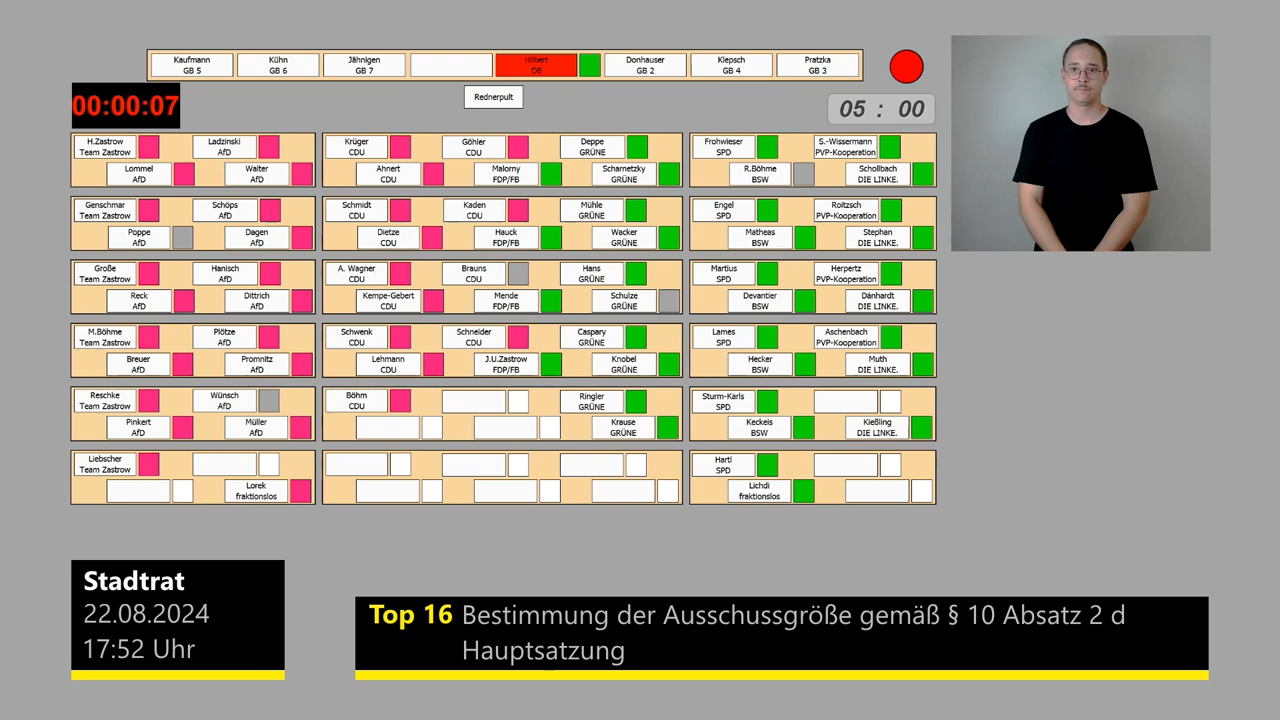 Kaufmann
GB 5
Kühn
GB 6
Jähnigen
GB 7
Hilbert
OB
Donhauser
GB 2
Klepsch
GB 4
Pratzka
GB 3
00:00:07
Rednerpult
05 : 00
H.Zastrow
Team Zastrow
Ladzinski
AfD
Lommel
AfD
Walter
AfD
Krüger
CDU
Göhler
CDU
Deppe
GRÜNE
Ahnert
CDU
Malorny
FDP/FB
Scharnetzky
GRÜNE
Frohwieser
SPD
S.-Wissermann
PVP-Kooperation
R.Böhme
BSW
Schollbach
DIE LINKE.
Genschmar
Team Zastrow
Schöps
AfD
Poppe
AfD
Dagen
AfD
Schmidt
CDU
Kaden
CDU
Mühle
GRÜNE
Dietze
CDU
Hauck
FDP/FB
Wacker
GRÜNE
Engel
SPD
Roitzsch
PVP-Kooperation
Matheas
BSW
Stephan
DIE LINKE.
Große
Team Zastrow
Hanisch
AfD
Reck
AfD
Dittrich
AfD
A. Wagner
CDU
Brauns
CDU
Hans
GRÜNE
Kempe-Gebert
CDU
Mende
FDP/FB
Schulze
GRÜNE
Martius
SPD
Herpertz
PVP-Kooperation
Devantier
BSW
Dänhardt
DIE LINKE.
M.Böhme
Team Zastrow
Plötze
AfD
Breuer
AfD
Promnitz
AfD
Schwenk
CDU
Schneider
CDU
Caspary
GRÜNE
Lehmann
CDU
J.U.Zastrow
FDP/FB
Knobel
GRÜNE
Lames
SPD
Aschenbach
PVP-Kooperation
Hecker
BSW
Muth
DIE LINKE.
Reschke
Team Zastrow
Wünsch
AfD
Pinkert
AfD
Müller
AfD
Böhm
CDU
Ringler
GRÜNE
Krause
GRÜNE
Sturm-Karls
SPD
Keckeis
BSW
Kießling
DIE LINKE.
Liebscher
Team Zastrow
Lorek
fraktionslos
Hartl
SPD
Lichdi
fraktionslos
Stadtrat
22.08.2024
17:52 Uhr
Top 16 Bestimmung der Ausschussgröße gemäß § 10 Absatz 2 d
Hauptsatzung